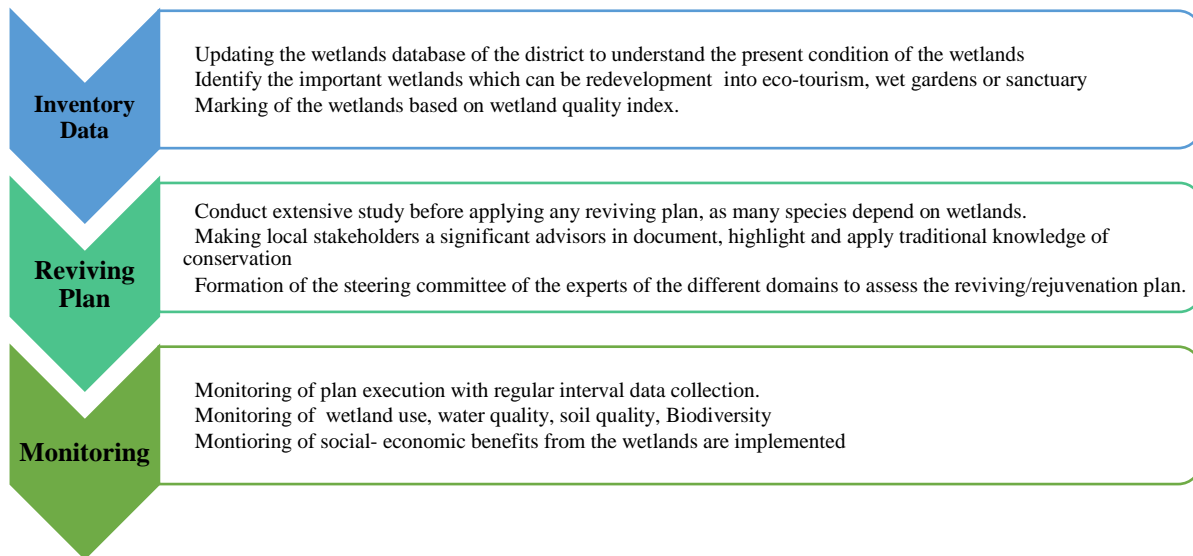 Inventory
Data
Updating the wetlands database of the district to understand the present condition of the wetlands
Identify the important wetlands which can be redevelopment into eco-tourism, wet gardens or sanctuary
Marking of the wetlands based on wetland quality index.
Reviving
Plan
Conduct extensive study before applying any reviving plan, as many species depend on wetlands.
Making local stakeholders a significant advisors in document, highlight and apply traditional knowledge of
conservation
Formation of the steering committee of the experts of the different domains to assess the reviving/rejuvenation plan.
Monitoring
Monitoring of plan execution with regular interval data collection.
Monitoring of wetland use, water quality, soil quality, Biodiversity
Montioring of social- economic benefits from the wetlands are implemented